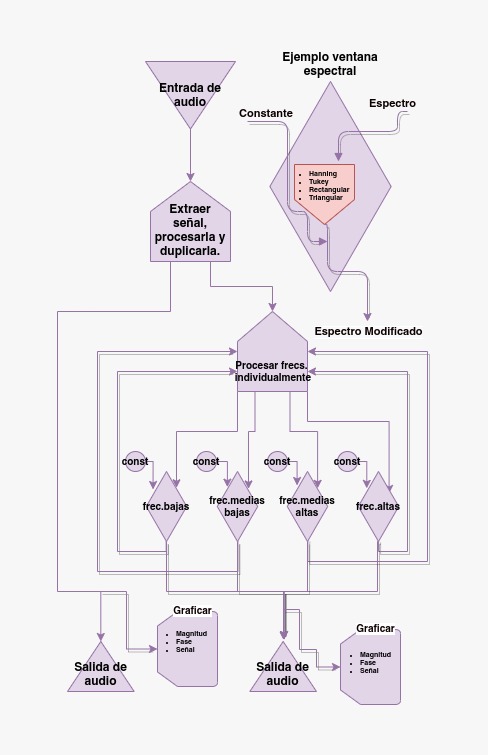 Ejemplo ventana
espectral
Entrada de
audio
Constante
Espectro
Hanning
Tukey
Rectangular
Triangular
Extraer
señal,
procesarla y
duplicarla.
Espectro Modificado
Procesar frecs.
individualmente
const
const
const
const
frec.bajas
frec.medias
bajas
frec.medias
altas
frec.altas
Graficar
Magnitud
Fase
Señal
Salida de
audio
Salida de
audio
Graficar
Magnitud
Fase
Señal